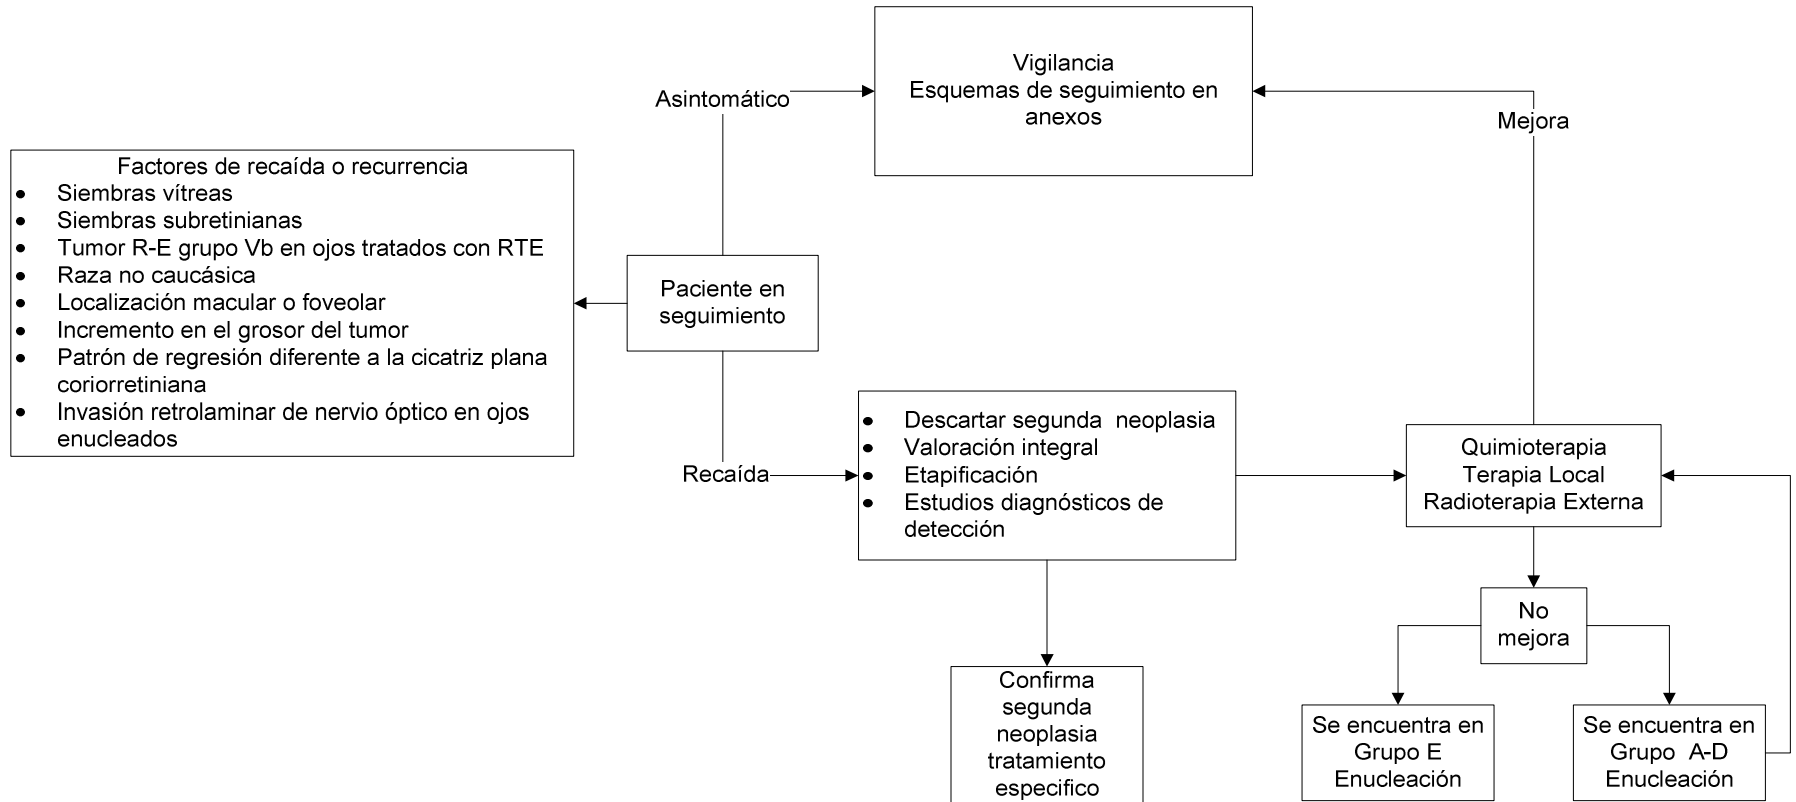 Vigilancia
Esquemas de seguimiento en
anexos
Asintomático
Mejora
Factores de recaída o recurrencia
• Siembras vítreas
• Siembras subretinianas
• Tumor R-E grupo Vb en ojos tratados con RTE
• Raza no caucásica
• Localización macular o foveolar
• Incremento en el grosor del tumor
• Patrón de regresión diferente a la cicatriz plana
coriorretiniana
• Invasión retrolaminar de nervio óptico en ojos
enucleados
Paciente en
seguimiento
Recaída
• Descartar segunda neoplasia
• Valoración integral
• Etapificación
• Estudios diagnósticos de
detección
Quimioterapia
Terapia Local
Radioterapia Externa
No
mejora
Confirma
segunda
neoplasia
tratamiento
especifico
Se encuentra en
Grupo E
Enucleación
Se encuentra en
Grupo A-D
Enucleación